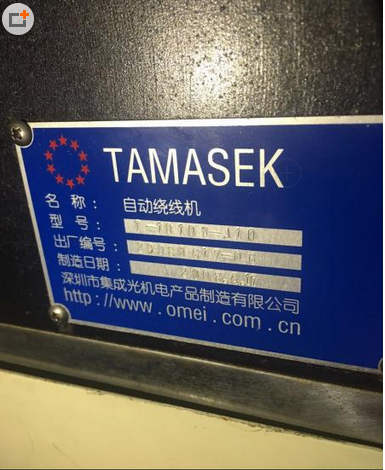 TAMASEK
名 称： 自动绕线机
型 号：
出厂编号：
制造日期：
深圳市集成光机电产品制造有限公司
http://www.omei.com.cn